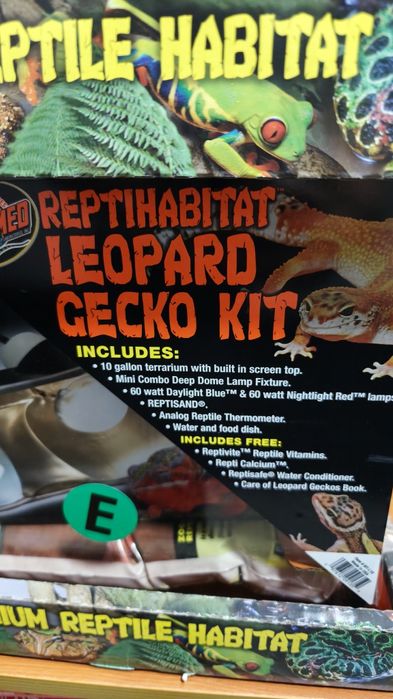 PTILE HABITAT
MED
REPTIHABITAT™
LEOPARD
GECKO KIT
INCLUDES:
• 10 gallon terrarium with built in screen top.
• Mini Combo Deep Dome Lamp Fixture.
• 60 watt Daylight Blue™ & 60 watt Nightlight Red™ lamps
• REPTISAND®.
• Analog Reptile Thermometer.
• Water and food dish.
INCLUDES FREE:
• Reptivite™ Reptile Vitamins.
• Repti Calcium™.
• Reptisafe® Water Conditioner.
• Care of Leopard Geckos Book.
E
IUM REPTILE HABITAT